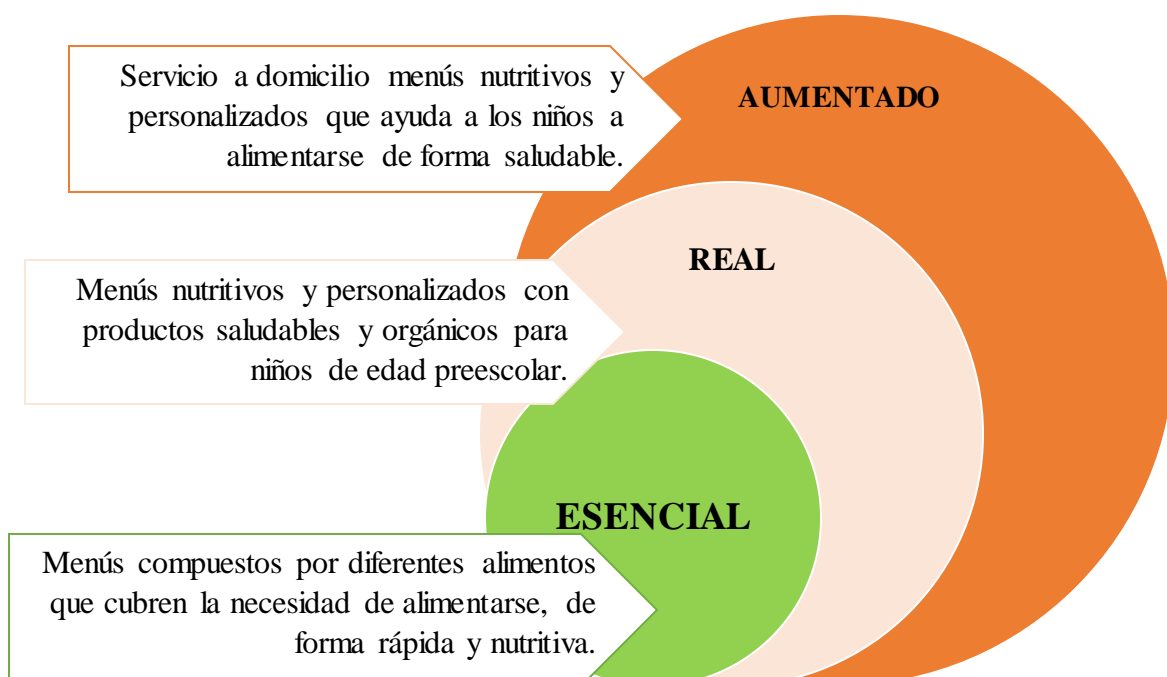 Servicio a domicilio menús nutritivos y
personalizados que ayuda a los niños a
alimentarse de forma saludable.
AUMENTADO
Menús nutritivos y personalizados con
productos saludables y orgánicos para
niños de edad preescolar.
REAL
Menús compuestos por diferentes alimentos
que cubren la necesidad de alimentarse, de
forma rápida y nutritiva.
ESENCIAL